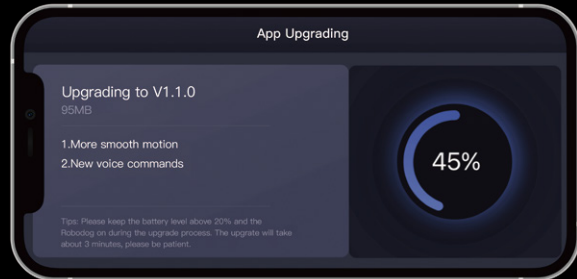 App Upgrading
Upgrading to V1.1.0
95MB
1.More smooth motion
2.New voice commands
Tips: Please keep the battery level above 20% and the
Robodog on during the upgrade process. The upgrate will take
about 3 minutes, please be patient.
45%